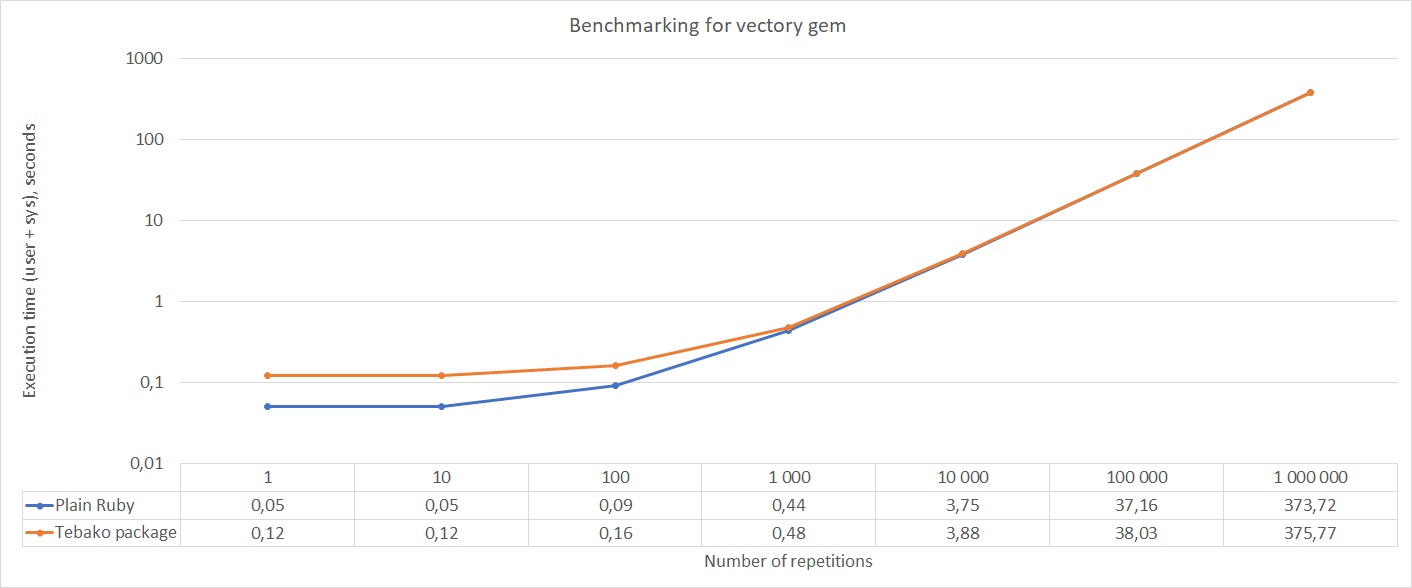 Benchmarking for vectory gem
Execution time (user + sys), seconds
1000
100
10
1
0,1
0,01
1 10 100 1 000 10 000 100 000 1 000 000
Plain Ruby 0,05 0,05 0,09 0,44 3,75 37,16 373,72
Tebako package 0,12 0,12 0,16 0,48 3,88 38,03 375,77
Number of repetitions